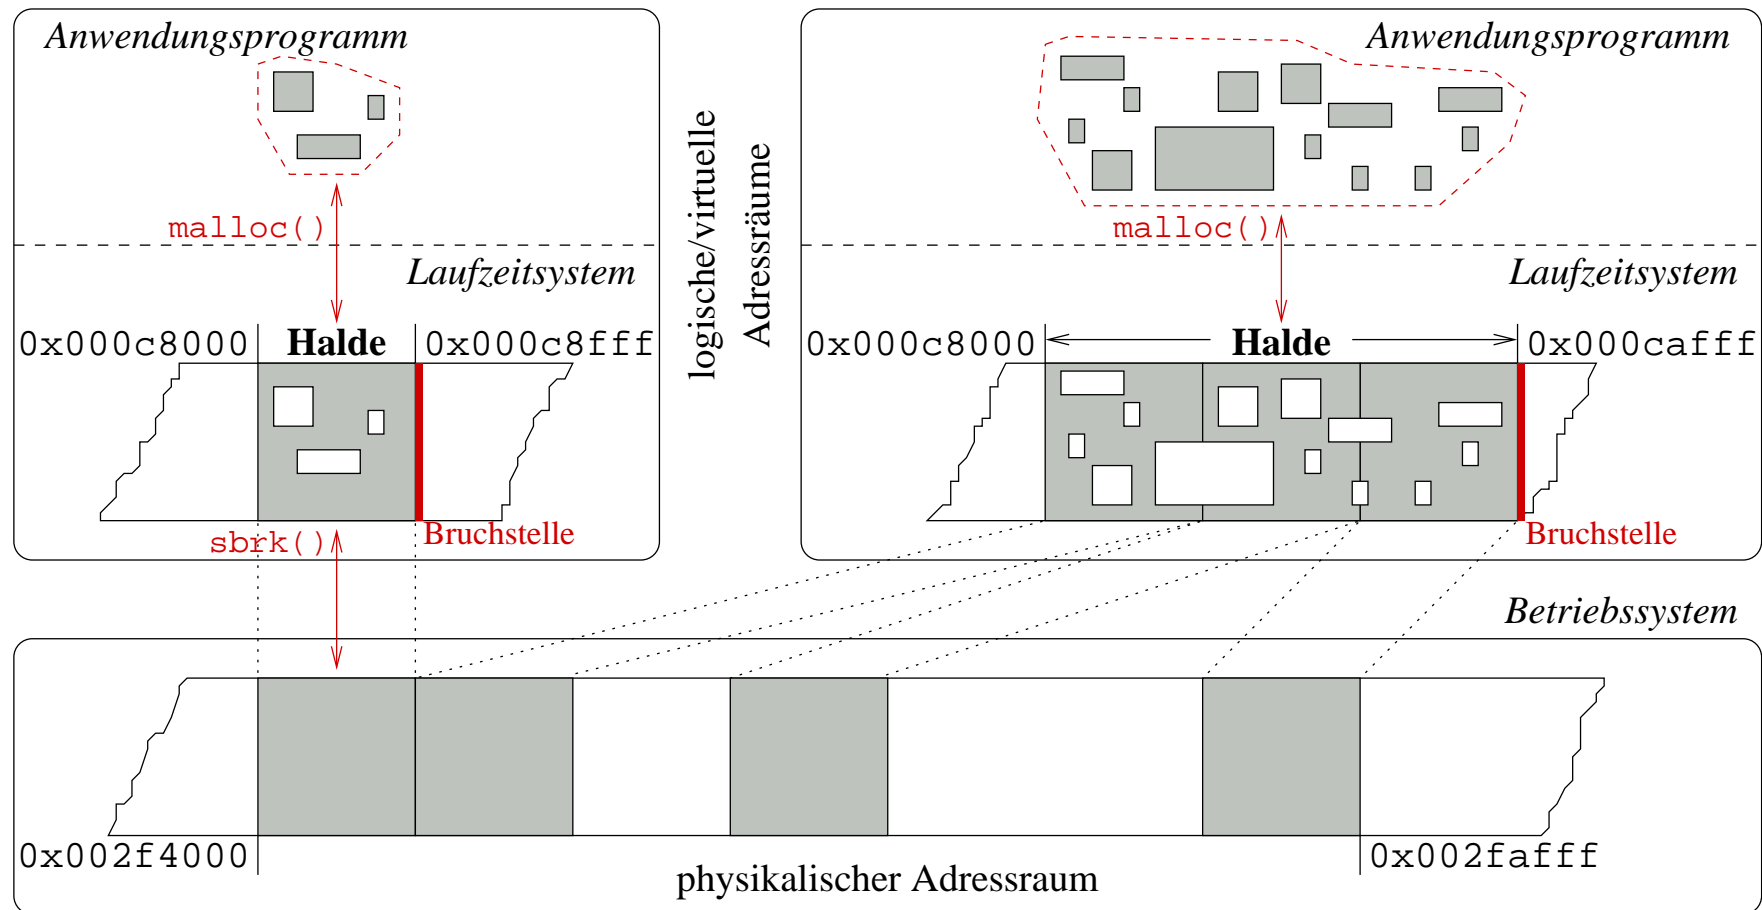 Anwendungsprogramm
malloc()
Laufzeitsystem
0x000c8000
Halde
0x000c8fff
Bruchstelle
sbrk()
logische/virtuelle
Adressräume
Anwendungsprogramm
malloc()
Laufzeitsystem
0x000c8000
Halde
0x000cafff
Bruchstelle
Betriebssystem
0x002f4000
0x002fafff
physikalischer Adressraum